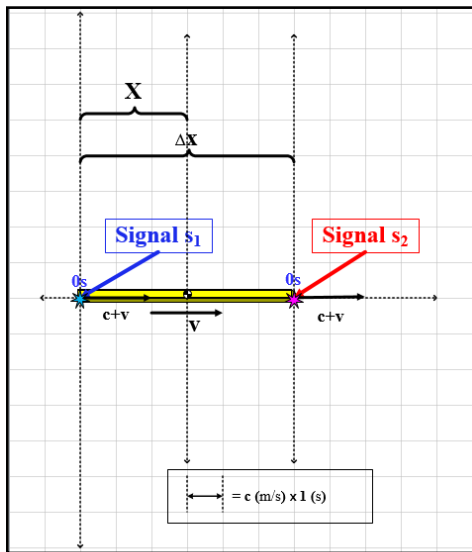 X
Δx
Signal s₁
Signal s₂
0s
0s
c+v
v
c+v
= c (m/s) x 1 (s)